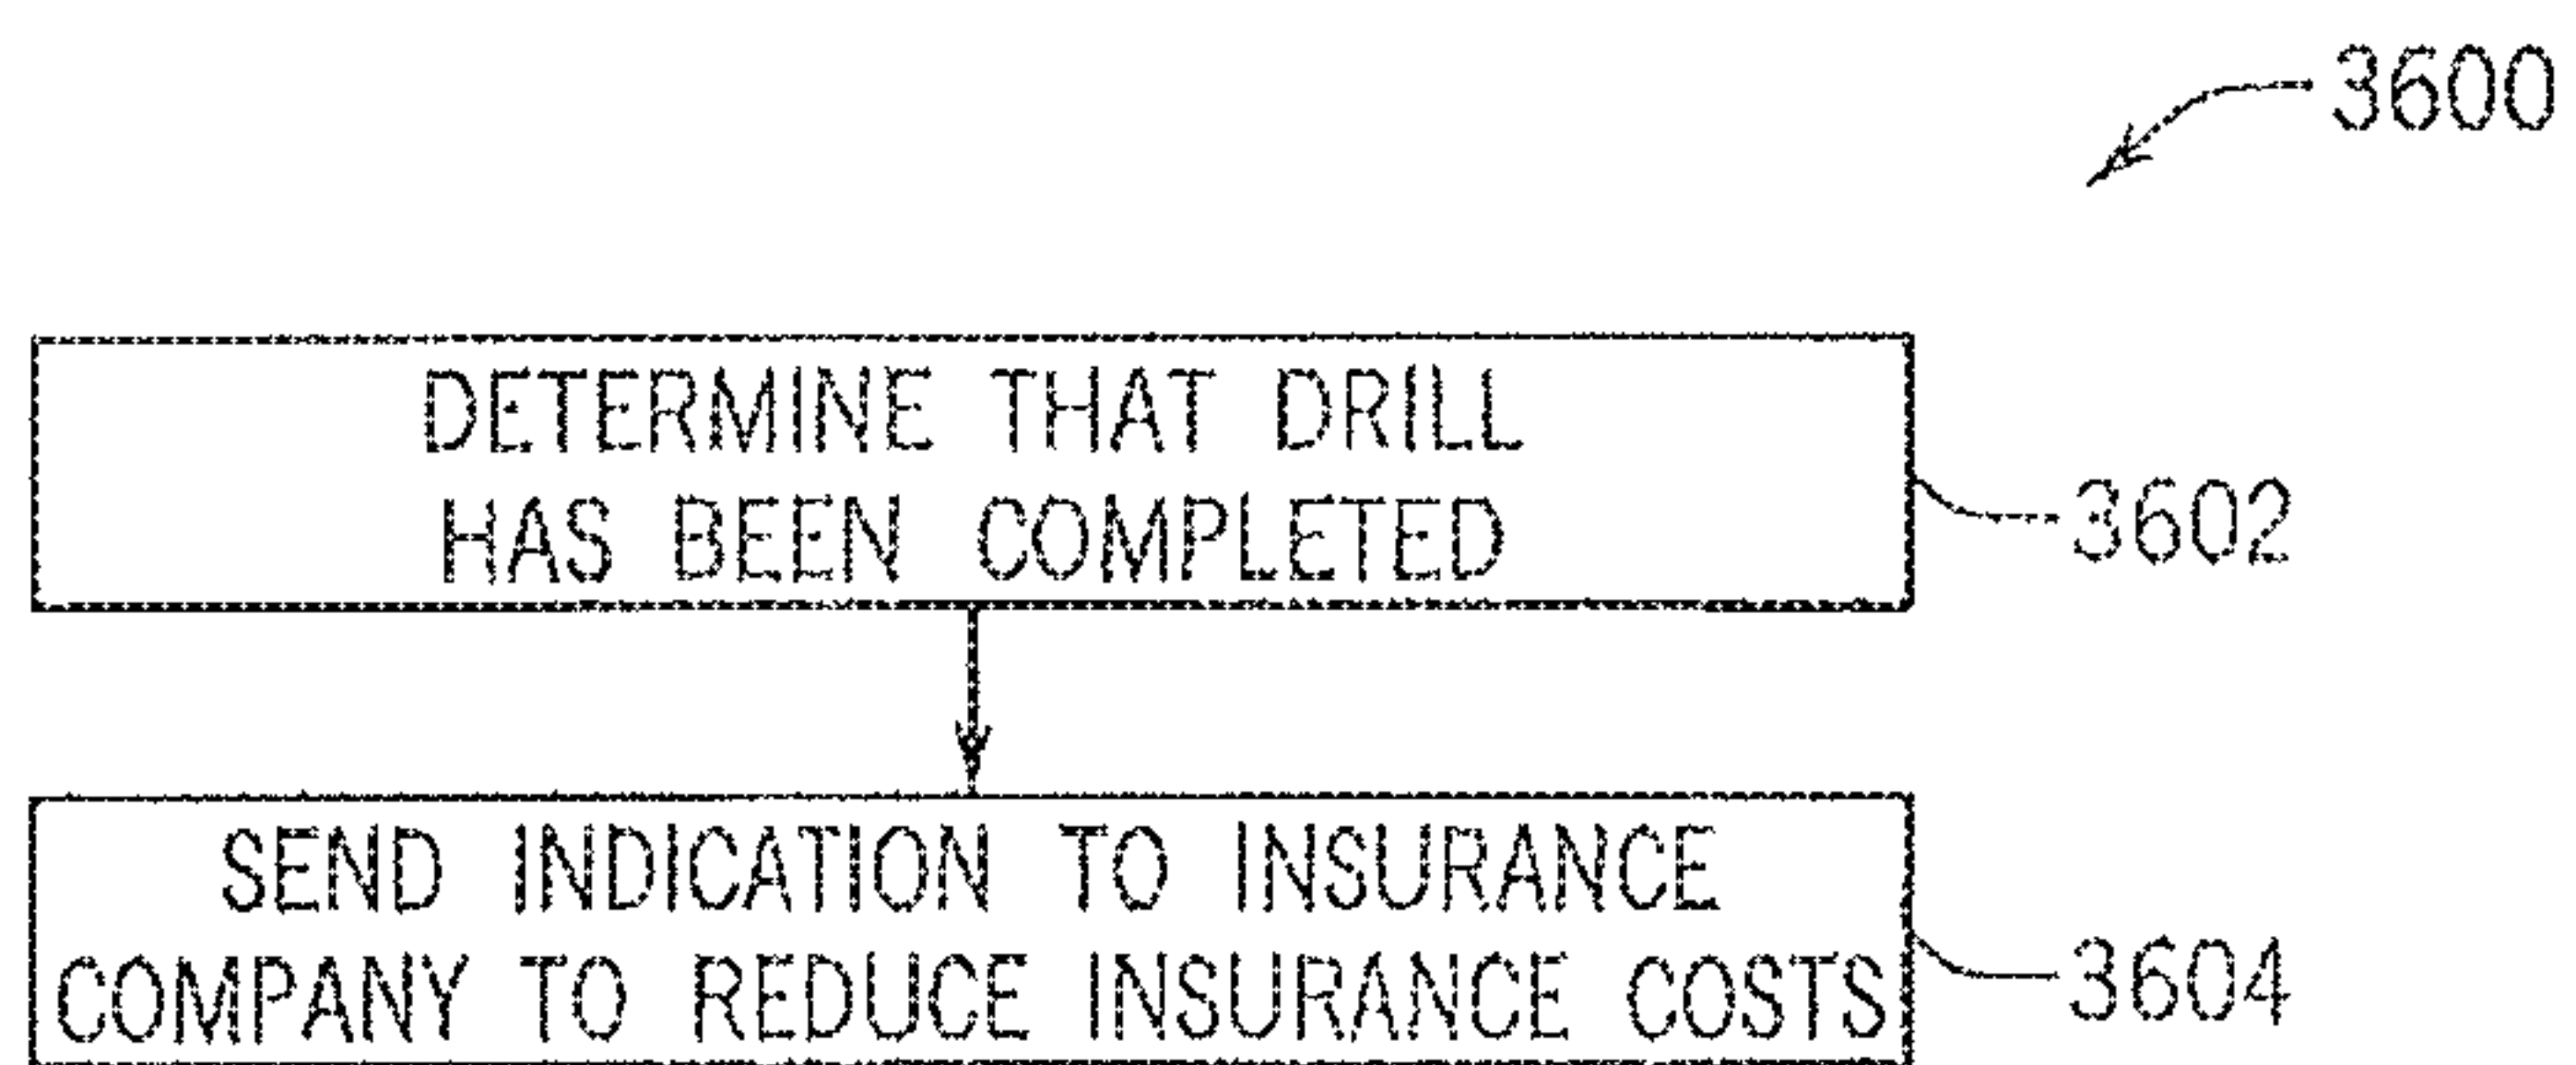 3600
DETERMINE THAT DRILL
HAS BEEN COMPLETED
3602
SEND INDICATION TO INSURANCE
COMPANY TO REDUCE INSURANCE COSTS
3604